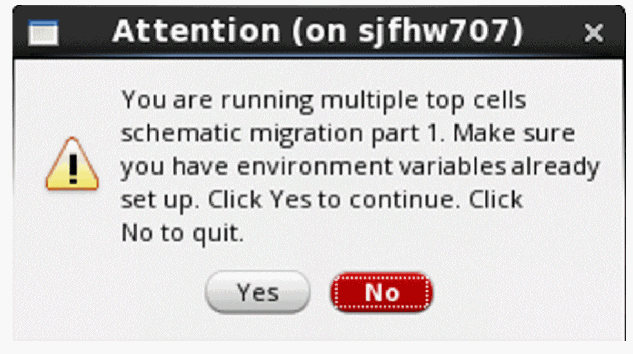 Attention (on sjfhw707)
You are running multiple top cells
schematic migration part 1. Make sure
you have environment variables already
set up. Click Yes to continue. Click
No to quit.
Yes No